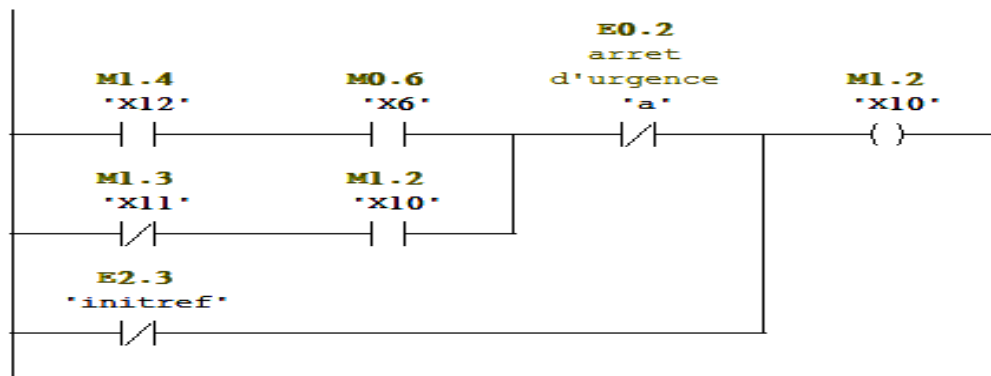 E0.2
arret
d'urgence
"a"
M1.4
"X12"
M0.6
"X6"
M1.2
"X10"
M1.3
"X11"
M1.2
"X10"
E2.3
"initref"